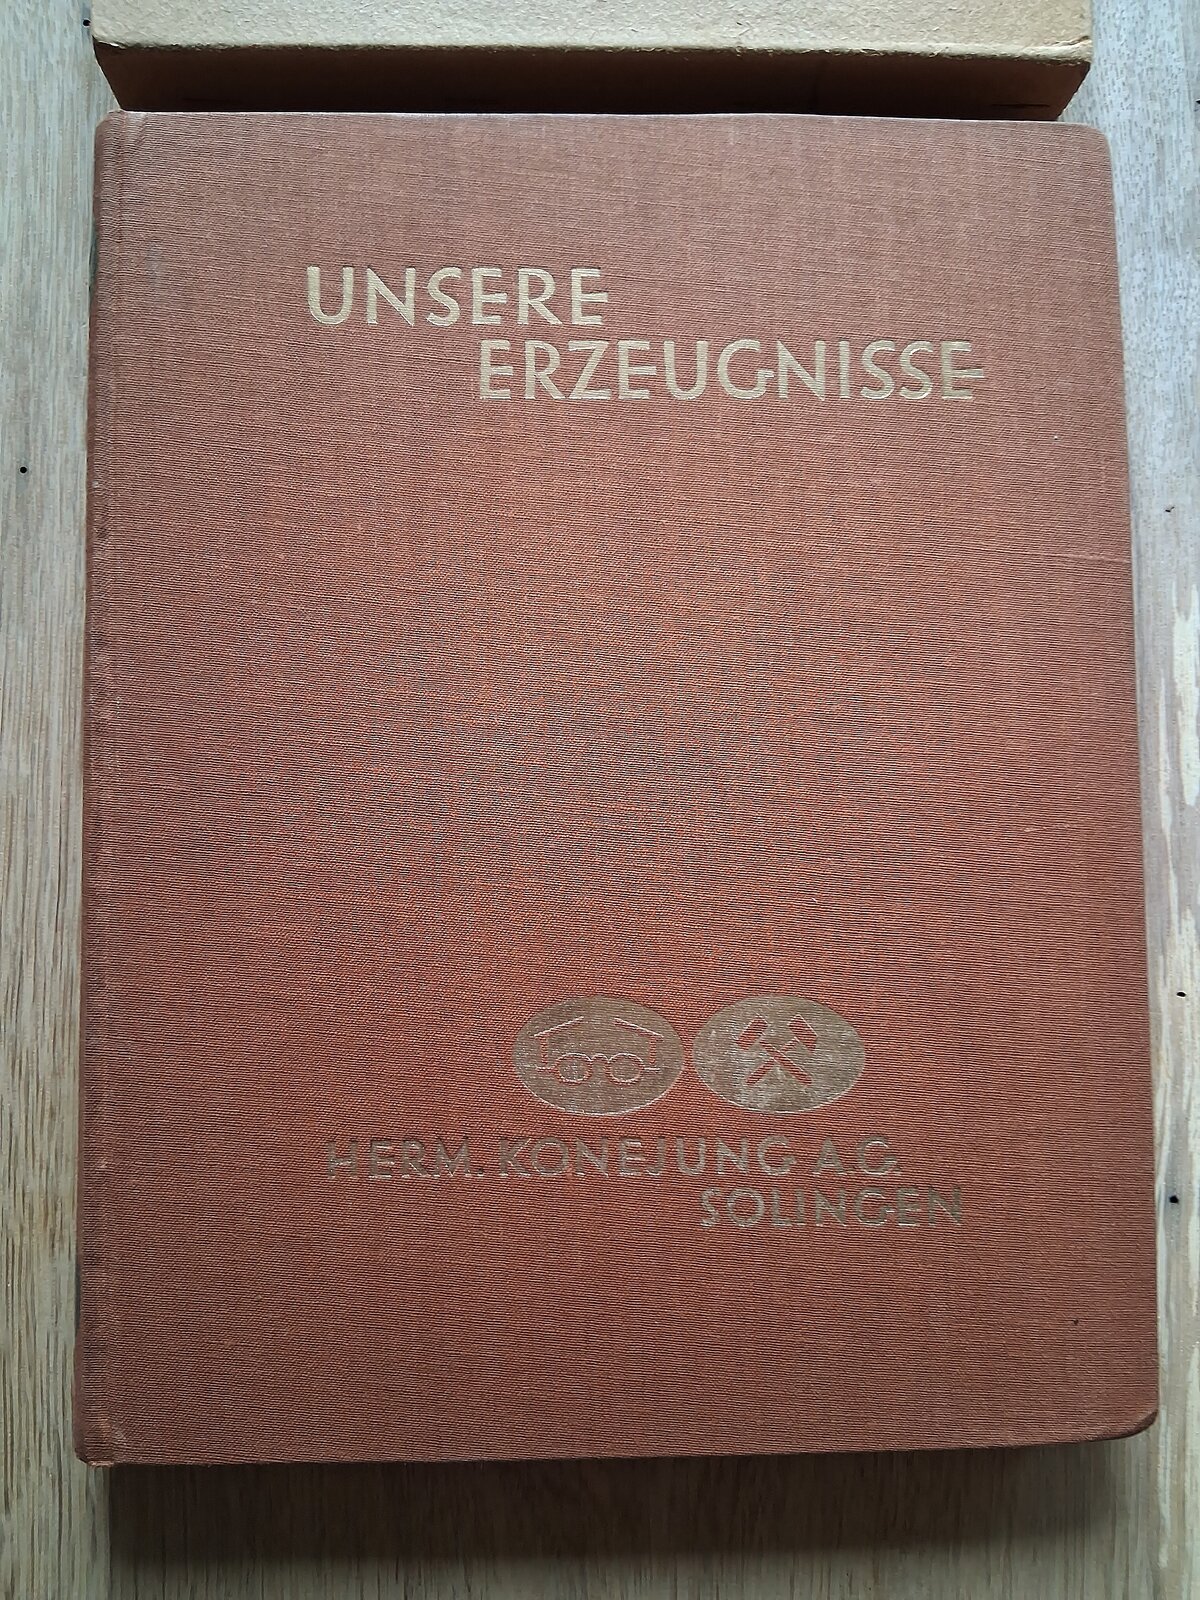 UNSERE
ERZEUGNISSE
HERM. KONEJUNG A.G.
SOLINGEN